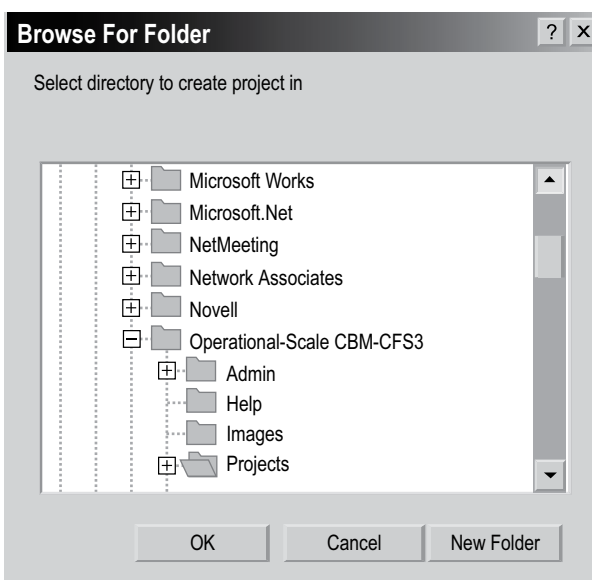 Browse For Folder
? x
Select directory to create project in
Microsoft Works
Microsoft.Net
NetMeeting
Network Associates
Novell
Operational-Scale CBM-CFS3
Admin
Help
Images
Projects
OK Cancel New Folder